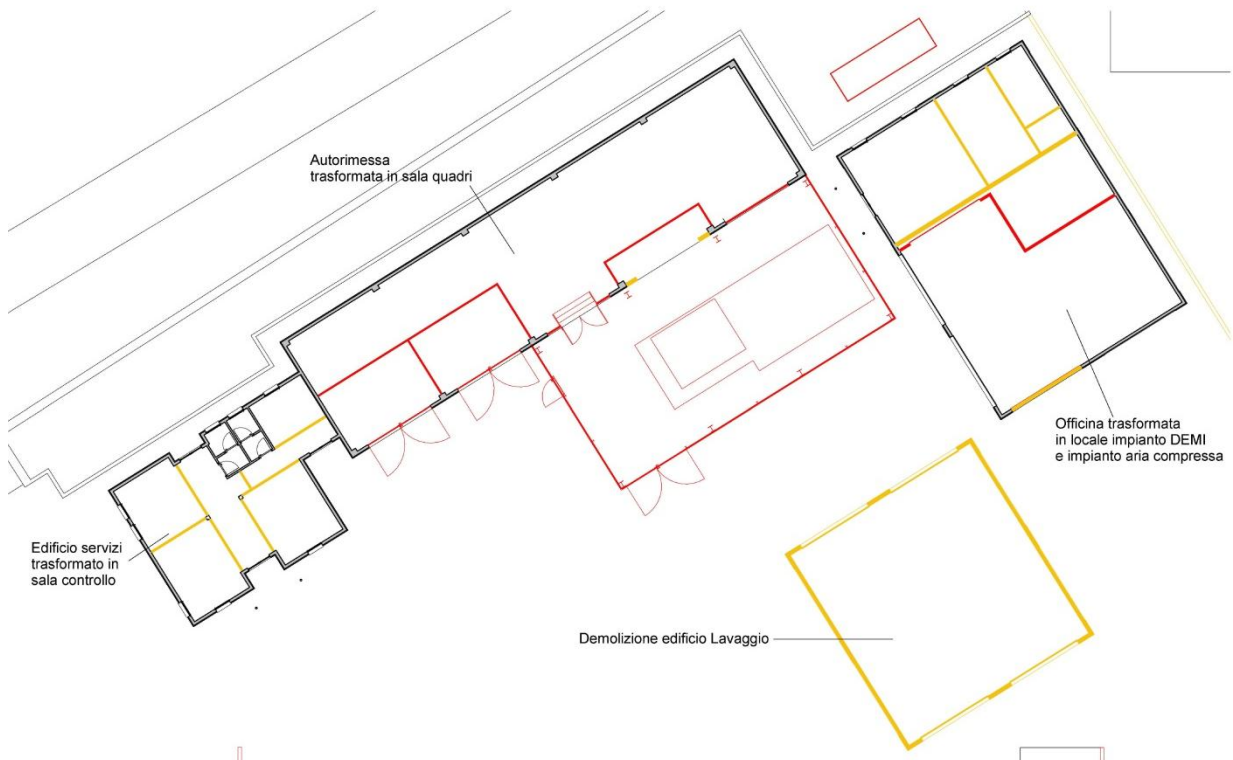 Autorimessa
trasformata in sala quadri
Officina trasformata
in locale impianto DEMI
e impianto aria compressa
Edificio servizi
trasformato in
sala controllo
Demolizione edificio Lavaggio